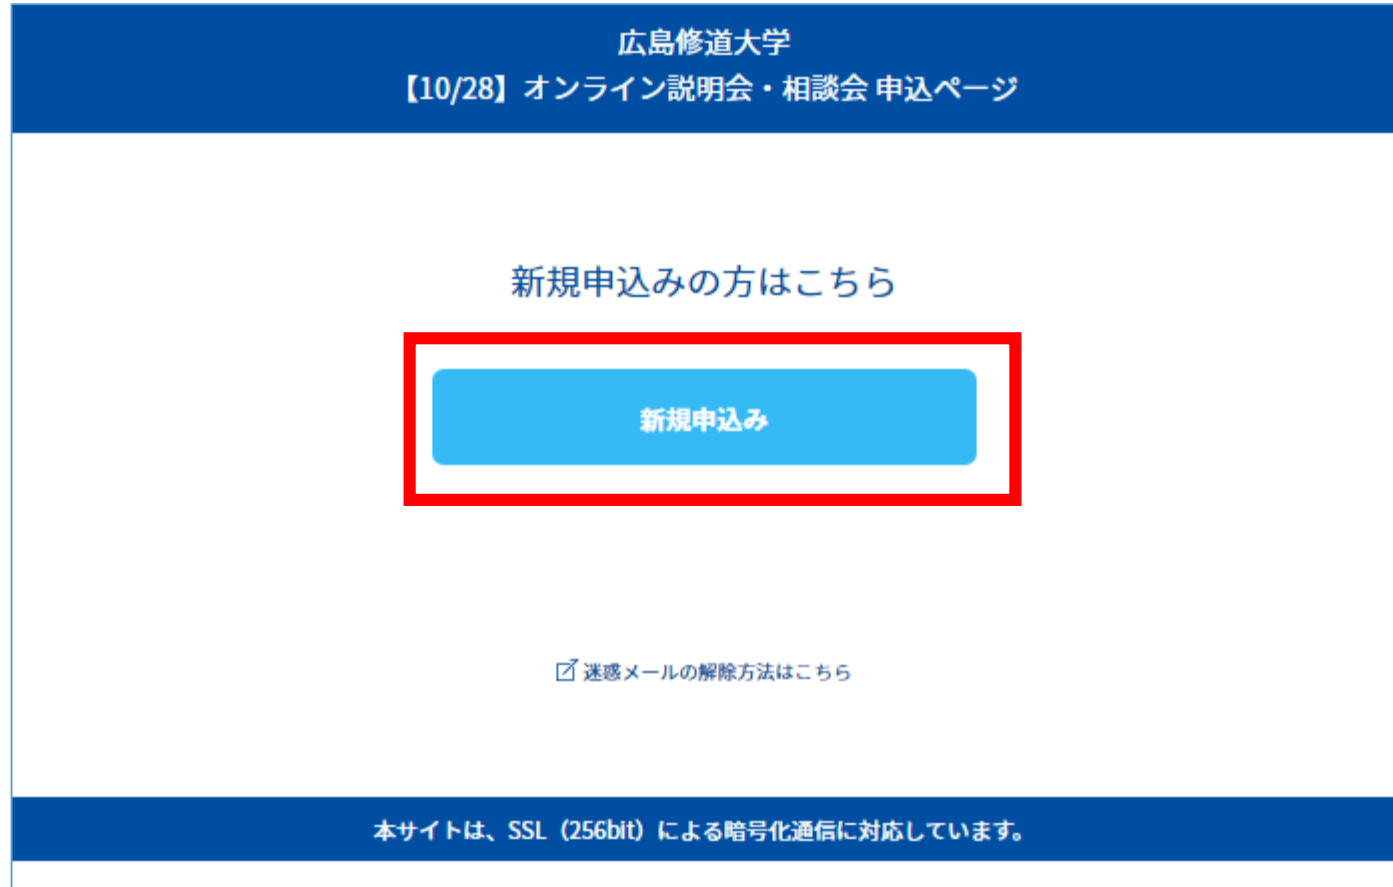 広島修道大学
【10/28】オンライン説明会・相談会 申込ページ
新規申込みの方はこちら
新規申込み
迷惑メールの解除方法はこちら
本サイトは、SSL（256bit）による暗号化通信に対応しています。